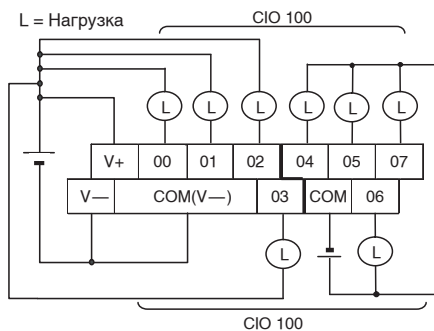 L = Нагрузка
CIO 100
L L L L L L
V+ 00 01 02 04 05 07
V— COM(V—) 03 COM 06
L L
CIO 100